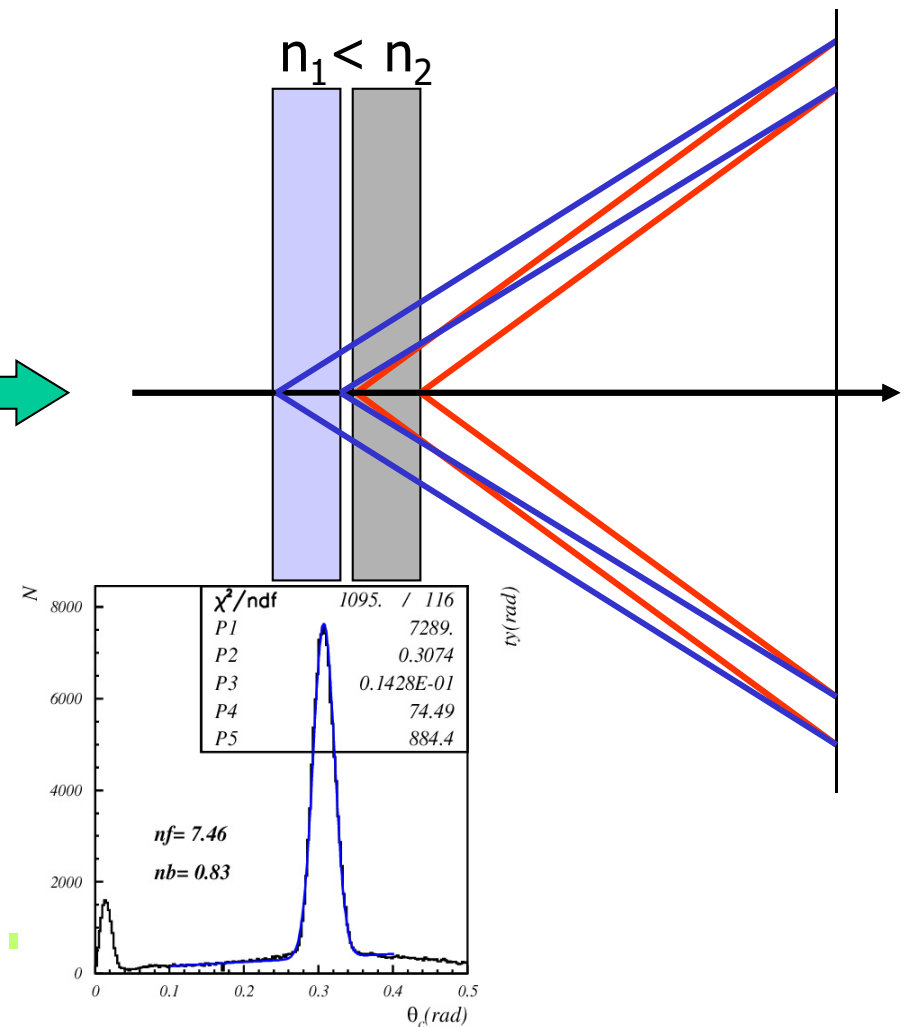 n₁< n₂
N
8000
6000
4000
2000
0
χ²/ndf 1095. / 116
P1 7289.
P2 0.3074
P3 0.1428E-01
P4 74.49
P5 884.4
nf= 7.46
nb= 0.83
0 0.1 0.2 0.3 0.4 0.5
θc(rad)
ty(rad)